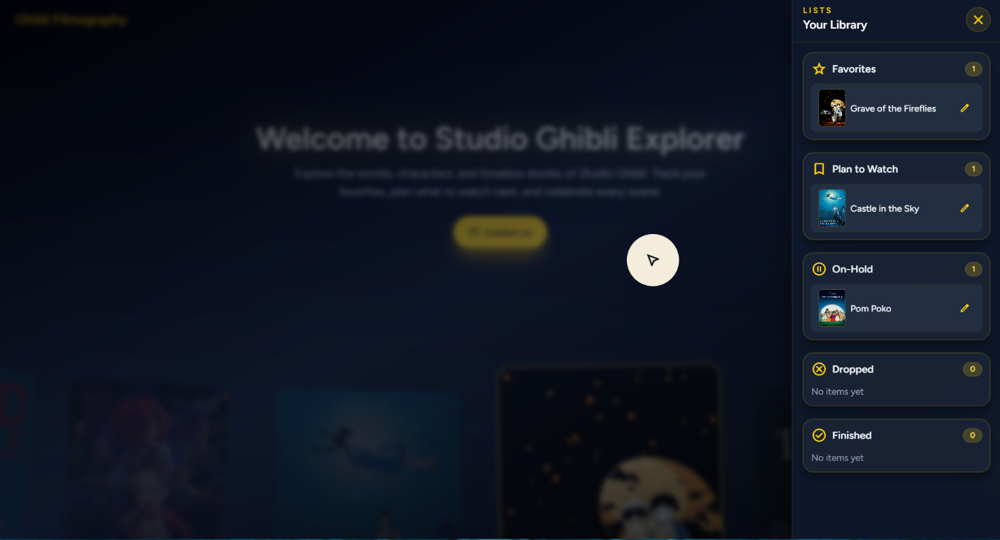 Ghibli Filmography
Welcome to Studio Ghibli Explorer
Explore the worlds, characters, and timeless stories of Studio Ghibli. Track your
favorites, plan what to watch next, and celebrate every scene.
Contact Us
LISTS
Your Library
Favorites
1
Grave of the Fireflies
Plan to Watch
1
Castle in the Sky
On-Hold
1
Pom Poko
Dropped
0
No items yet
Finished
0
No items yet